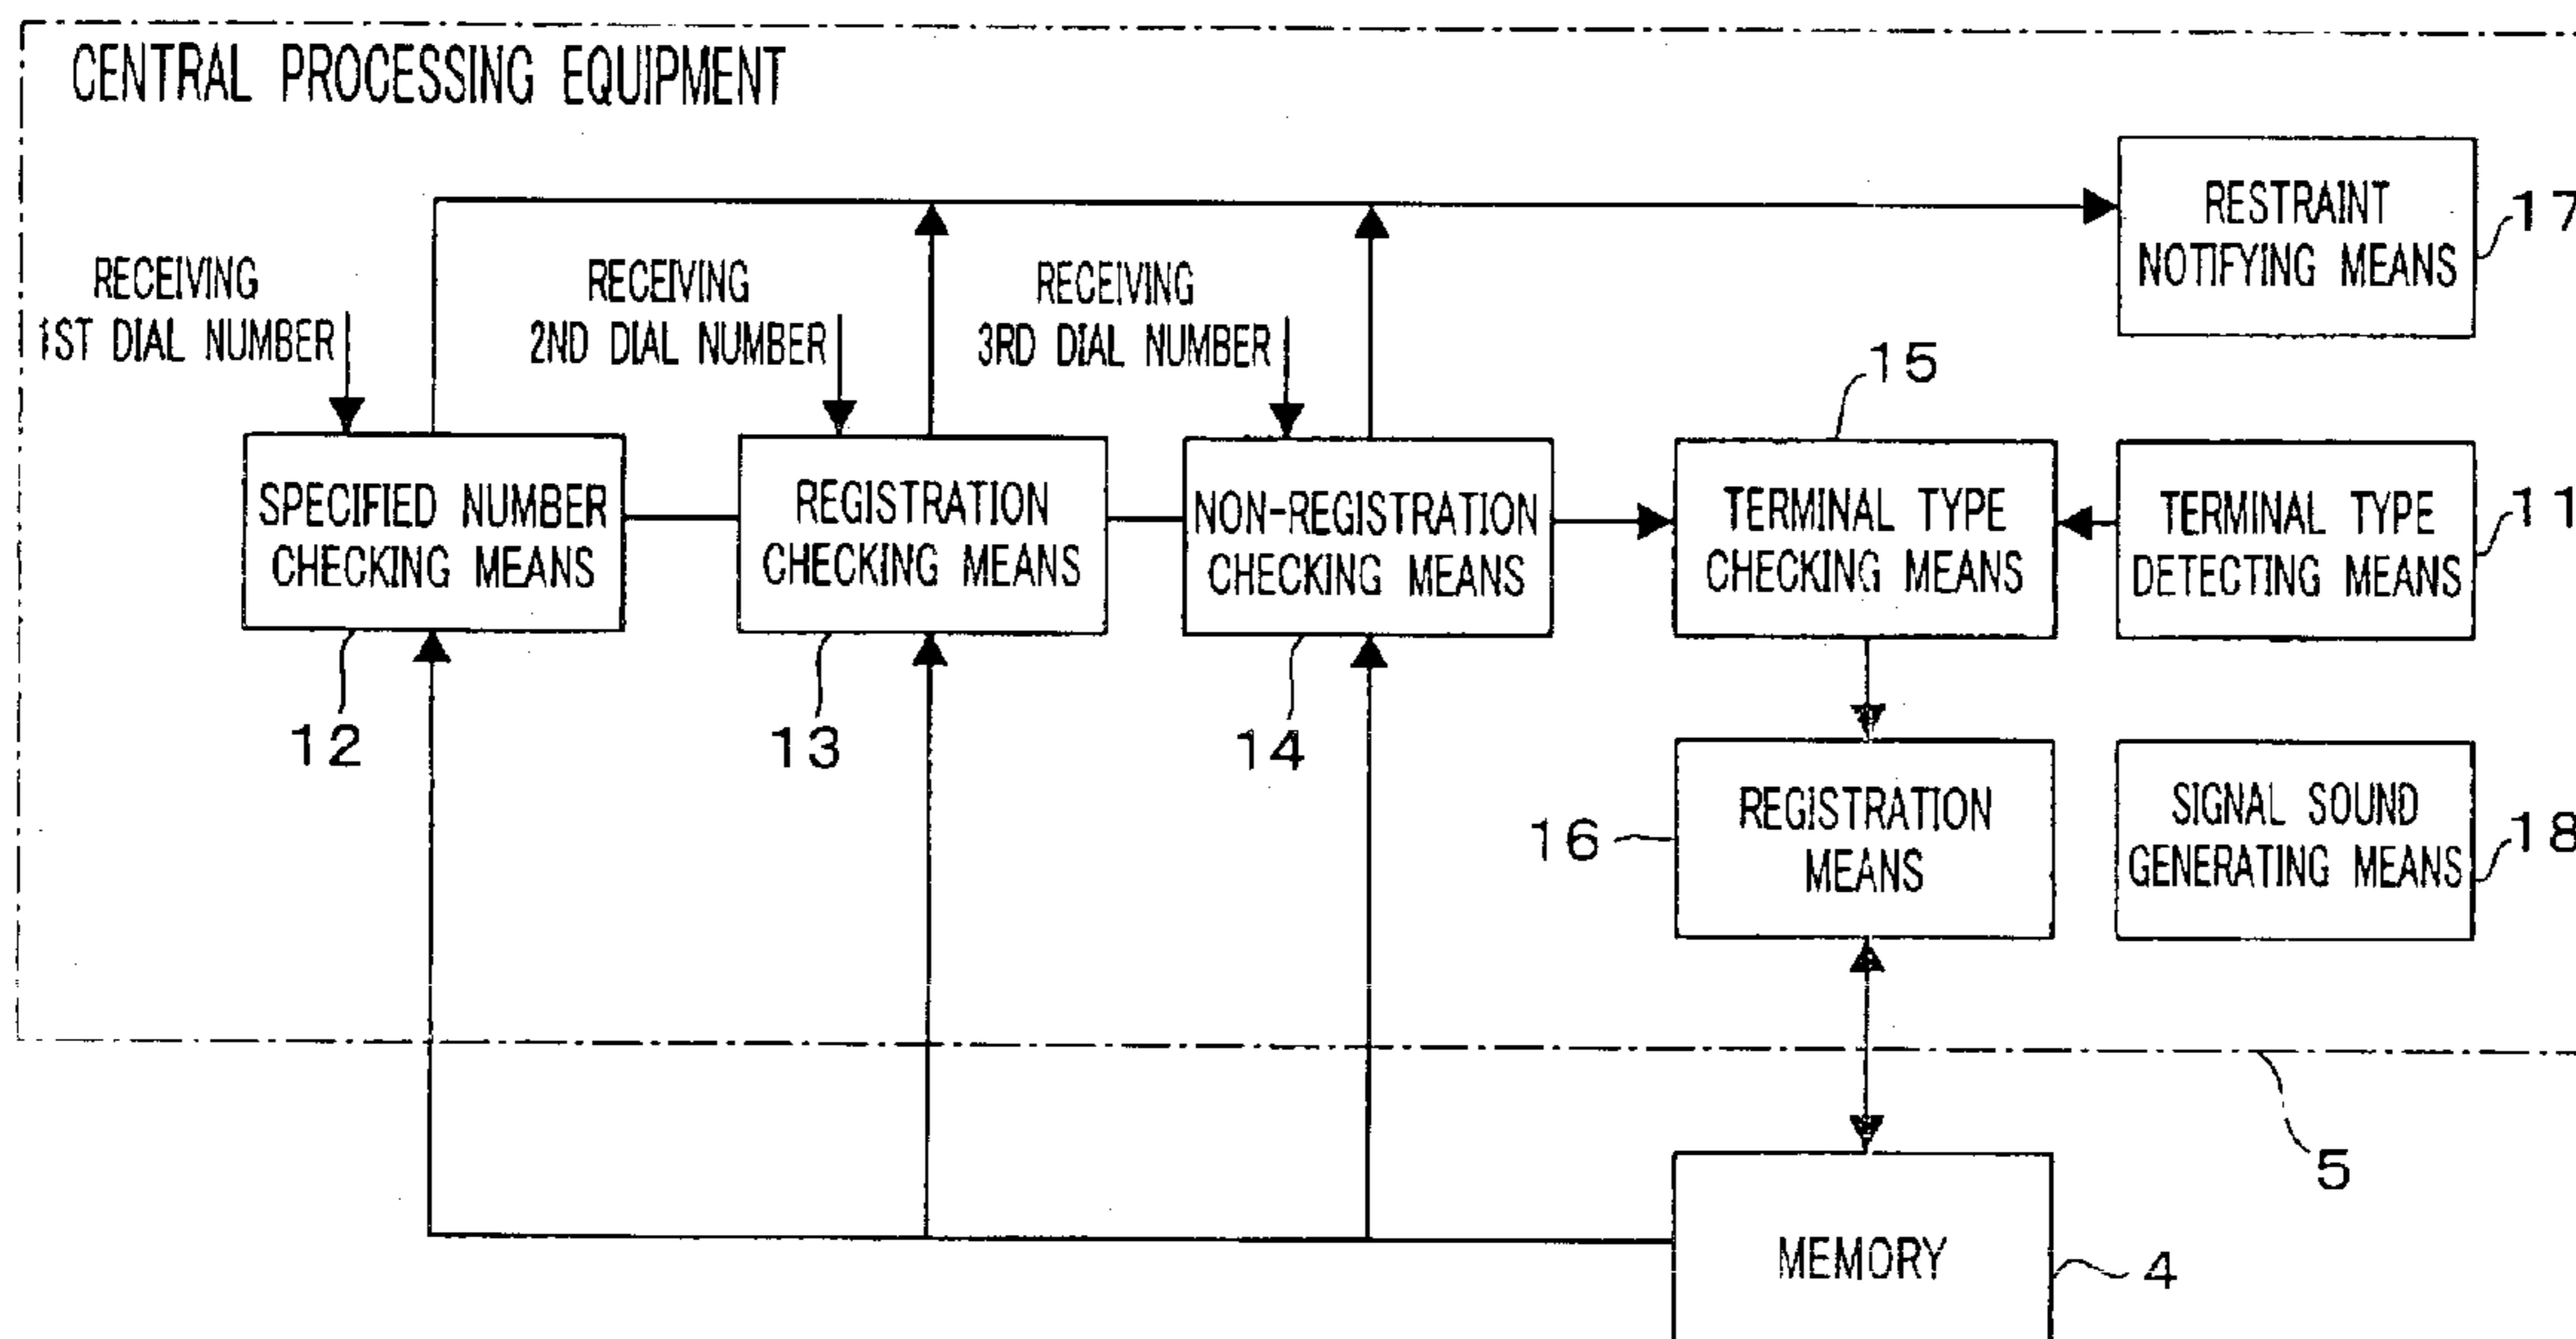 CENTRAL PROCESSING EQUIPMENT
RESTRAINT
NOTIFYING MEANS
17
RECEIVING
1ST DIAL NUMBER
RECEIVING
2ND DIAL NUMBER
RECEIVING
3RD DIAL NUMBER
15
SPECIFIED NUMBER
CHECKING MEANS
REGISTRATION
CHECKING MEANS
NON-REGISTRATION
CHECKING MEANS
TERMINAL TYPE
CHECKING MEANS
TERMINAL TYPE
DETECTING MEANS
11
12
13
14
16
REGISTRATION
MEANS
SIGNAL SOUND
GENERATING MEANS
18
5
MEMORY
4